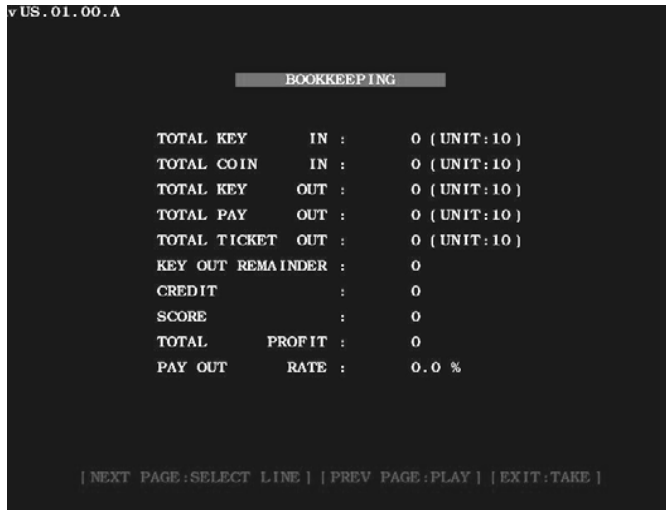 vUS.01.00.A
BOOKKEEPING
TOTAL KEY IN : 0 (UNIT:10)
TOTAL COIN IN : 0 (UNIT:10)
TOTAL KEY OUT : 0 (UNIT:10)
TOTAL PAY OUT : 0 (UNIT:10)
TOTAL TICKET OUT : 0 (UNIT:10)
KEY OUT REMAINDER : 0
CREDIT : 0
SCORE : 0
TOTAL PROFIT : 0
PAY OUT RATE : 0.0 %
[NEXT PAGE:SELECT LINE] [PREV PAGE:PLAY] [EXIT:TAKE]